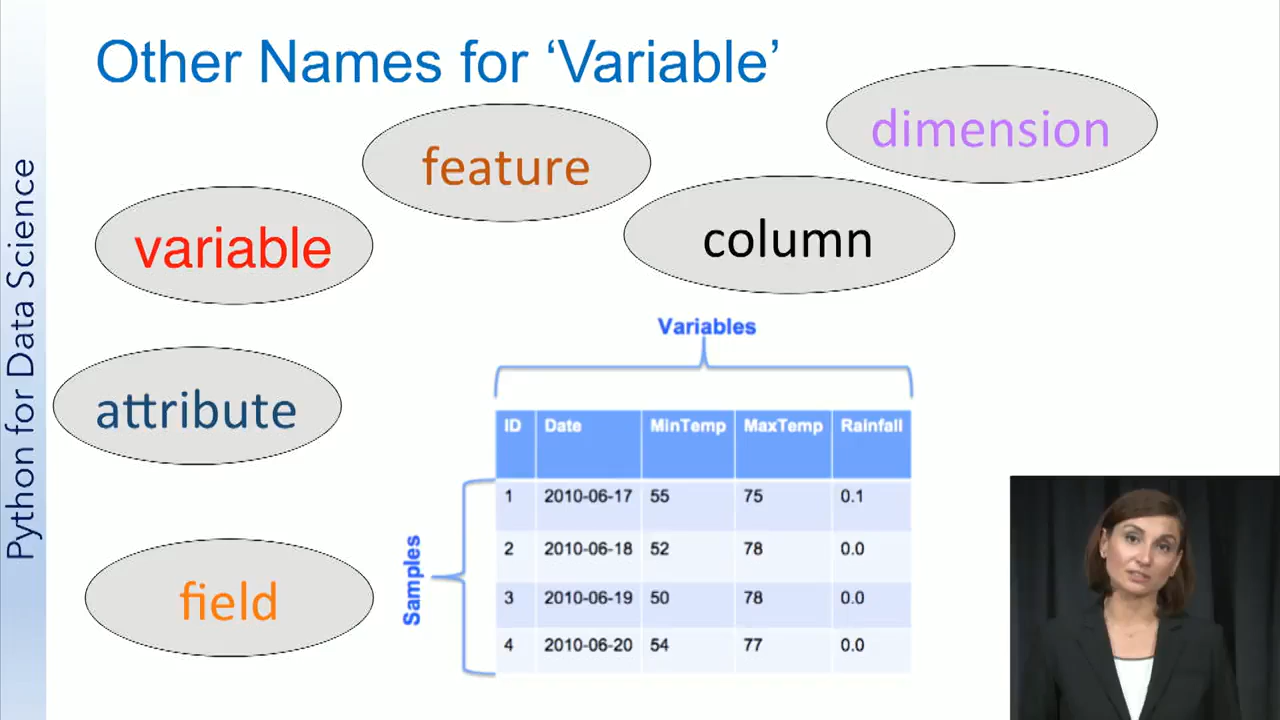 Other Names for ‘Variable’
dimension
feature
column
variable
attribute
field
Python for Data Science
Variables
ID Date MinTemp MaxTemp Rainfall
1 2010-06-17 55 75 0.1
2 2010-06-18 52 78 0.0
3 2010-06-19 50 78 0.0
4 2010-06-20 54 77 0.0
Samples